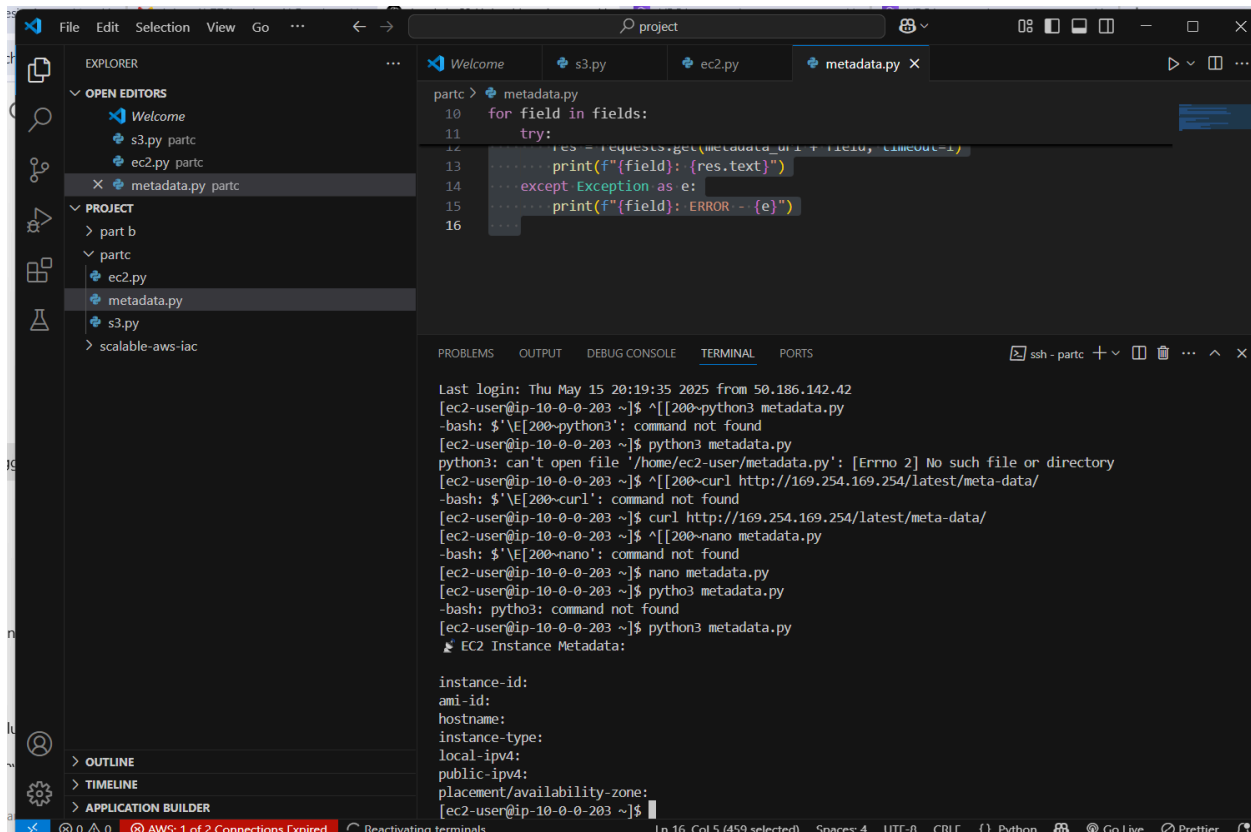 File Edit Selection View Go ··· ← → project
EXPLORER ···
OPEN EDITORS
Welcome
s3.py partc
ec2.py partc
metadata.py partc
PROJECT
part b
partc
ec2.py
metadata.py
s3.py
scalable-aws-iac
OUTLINE
TIMELINE
APPLICATION BUILDER
Welcome s3.py ec2.py metadata.py
partc > metadata.py
10 for field in fields:
11 try:
12 res = requests.get(metadata_url + field, timeout=1)
13 print(f"{field}: {res.text}")
14 except Exception as e:
15 print(f"{field}: ERROR - {e}")
16
PROBLEMS OUTPUT DEBUG CONSOLE TERMINAL PORTS ssh - partc
Last login: Thu May 15 20:19:35 2025 from 50.186.142.42
[ec2-user@ip-10-0-0-203 ~]$ ^[[200~python3 metadata.py
-bash: $'\E[200~python3': command not found
[ec2-user@ip-10-0-0-203 ~]$ python3 metadata.py
python3: can't open file '/home/ec2-user/metadata.py': [Errno 2] No such file or directory
[ec2-user@ip-10-0-0-203 ~]$ ^[[200~curl http://169.254.169.254/latest/meta-data/
-bash: $'\E[200~curl': command not found
[ec2-user@ip-10-0-0-203 ~]$ curl http://169.254.169.254/latest/meta-data/
[ec2-user@ip-10-0-0-203 ~]$ ^[[200~nano metadata.py
-bash: $'\E[200~nano': command not found
[ec2-user@ip-10-0-0-203 ~]$ nano metadata.py
[ec2-user@ip-10-0-0-203 ~]$ pytho3 metadata.py
-bash: pytho3: command not found
[ec2-user@ip-10-0-0-203 ~]$ python3 metadata.py
📡 EC2 Instance Metadata:
instance-id:
ami-id:
hostname:
instance-type:
local-ipv4:
public-ipv4:
placement/availability-zone:
[ec2-user@ip-10-0-0-203 ~]$
0 0 AWS: 1 of 2 Connections Expired Reactivating terminals... Ln 16, Col 5 (459 selected) Spaces: 4 UTF-8 CRLF {} Python Go Live Prettier